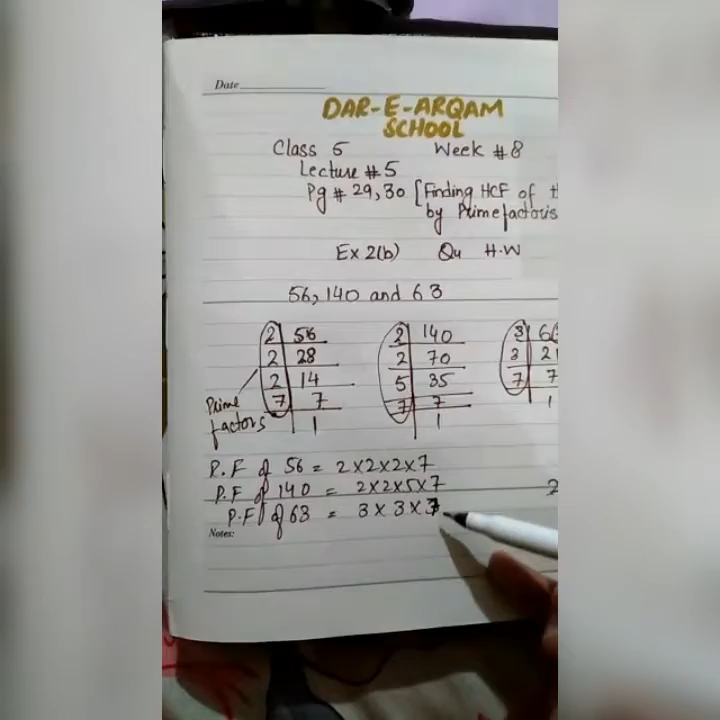 Date
DAR-E-ARQAM
SCHOOL
Class 5 Week #8
Lecture #5
Pg # 29,30 [Finding HCF of
by Prime factors
Ex 2(b) Q4 H.W
56, 140 and 63
2 56 2 140 3
2 28 2 70 3 21
2 14 5 35 7 7
7 7 7 7 1
1 1
Prime
factors
P.F of 56 = 2x2x2x7
P.F of 140 = 2x2x5x7
P.F of 63 = 3x3x7
Notes: